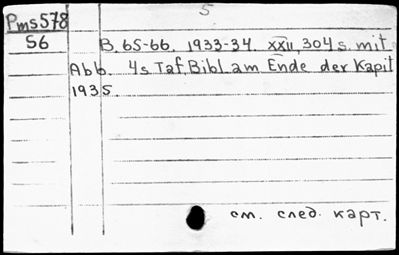 5
Pms578
56
B. 65-66. 1933-34. XXII, 304 s. mit
Abb. 4s. Taf. Bibl. am Ende der Kapit
1935
см. след. карт.